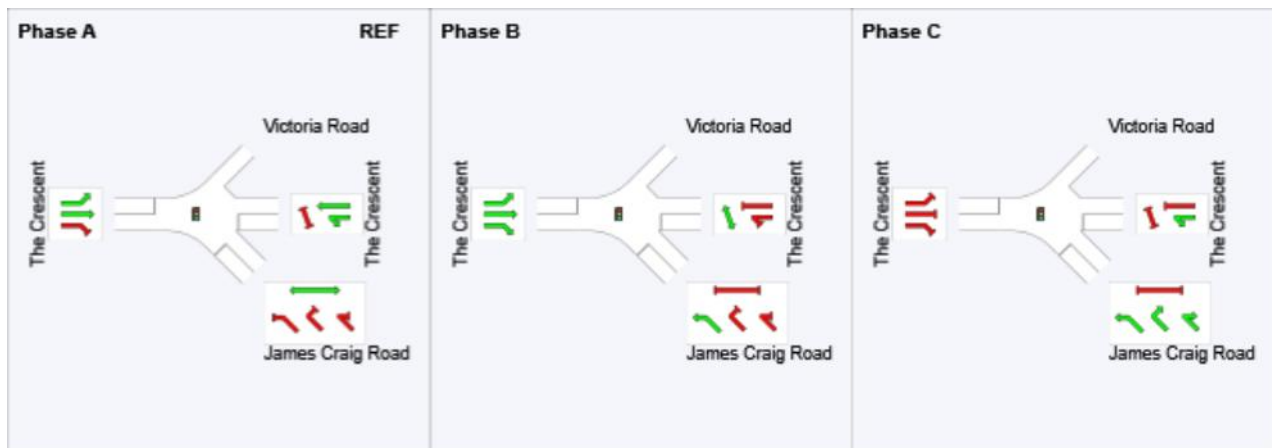 Phase A
REF
Victoria Road
The Crescent
The Crescent
James Craig Road
Phase B
Victoria Road
The Crescent
The Crescent
James Craig Road
Phase C
Victoria Road
The Crescent
The Crescent
James Craig Road